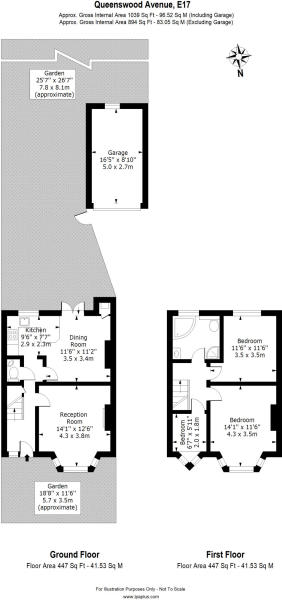 Queenswood Avenue, E17
Approx. Gross Internal Area 1039 Sq Ft - 96.52 Sq M (Including Garage)
Approx. Gross Internal Area 894 Sq Ft - 83.05 Sq M (Excluding Garage)
Garden
25'7" x 26'7"
7.8 x 8.1m
(approximate)
N
Garage
16'5" x 8'10"
5.0 x 2.7m
Kitchen
9'6" x 7'7"
2.9 x 2.3m
Dining
Room
11'6" x 11'2"
3.5 x 3.4m
Reception
Room
14'1" x 12'6"
4.3 x 3.8m
Garden
18'8" x 11'6"
5.7 x 3.5m
(approximate)
Bedroom
11'6" x 11'6"
3.5 x 3.5m
Bedroom
6'7" x 5'11"
2.0 x 1.8m
Bedroom
14'1" x 11'6"
4.3 x 3.5m
Ground Floor
Floor Area 447 Sq Ft - 41.53 Sq M
First Floor
Floor Area 447 Sq Ft - 41.53 Sq M
For Illustration Purposes Only - Not To Scale
www.ipaplus.com